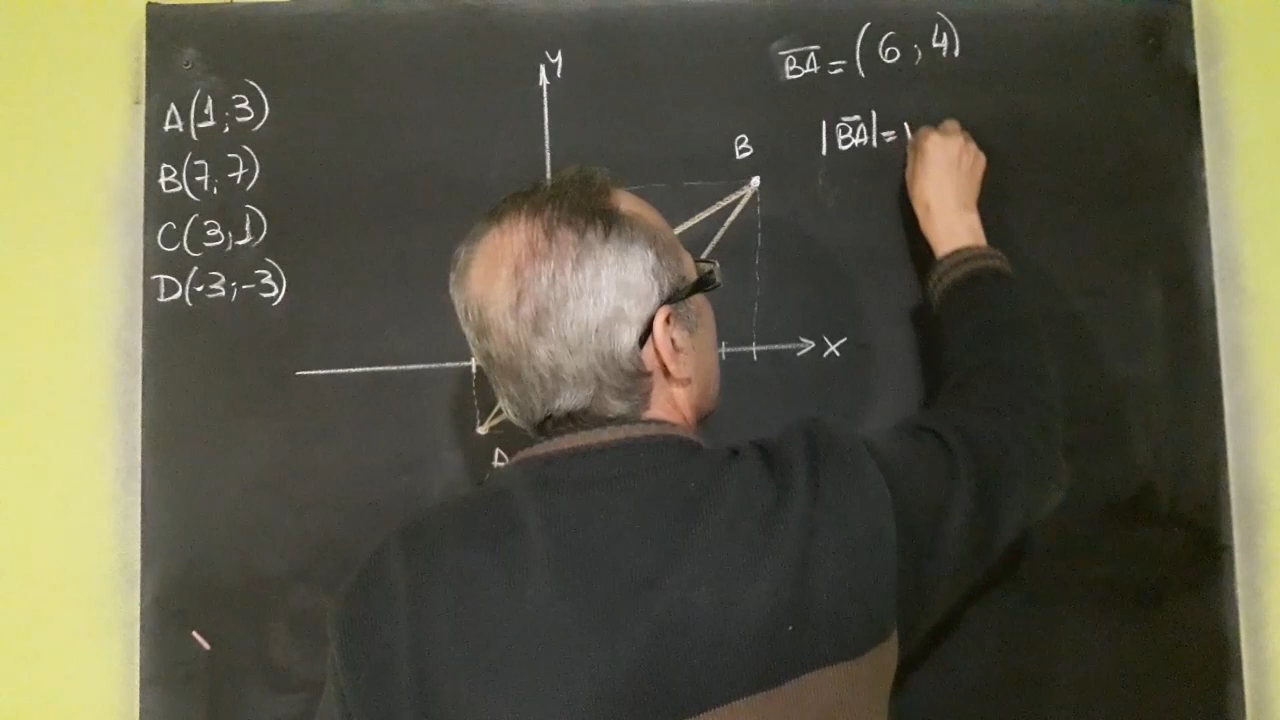 A(1;3)
B(7,7)
C(3;1)
D(-3;-3)
Y
B
X
BA=(6;4)
|BA|=